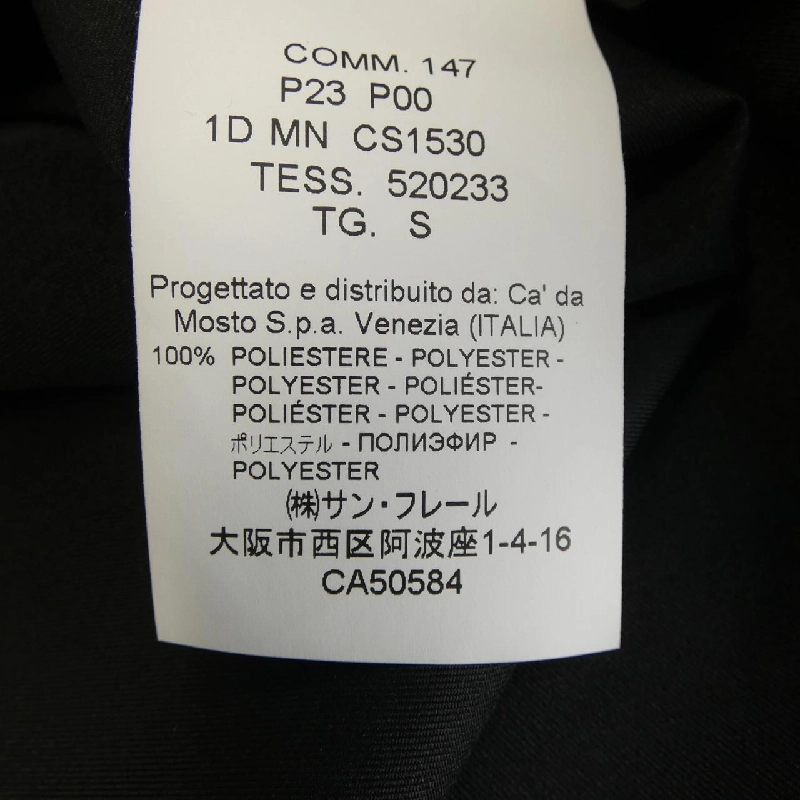 COMM. 147
P23 P00
1D MN CS1530
TESS. 520233
TG. S
Progettato e distribuito da: Ca' da
Mosto S.p.a. Venezia (ITALIA)
100% POLIESTERE - POLYESTER -
POLYESTER - POLIÉSTER-
POLIÉSTER - POLYESTER -
ポリエステル - ПОЛИЭФИР -
POLYESTER
㈱サン・フレール
大阪市西区阿波座1-4-16
CA50584